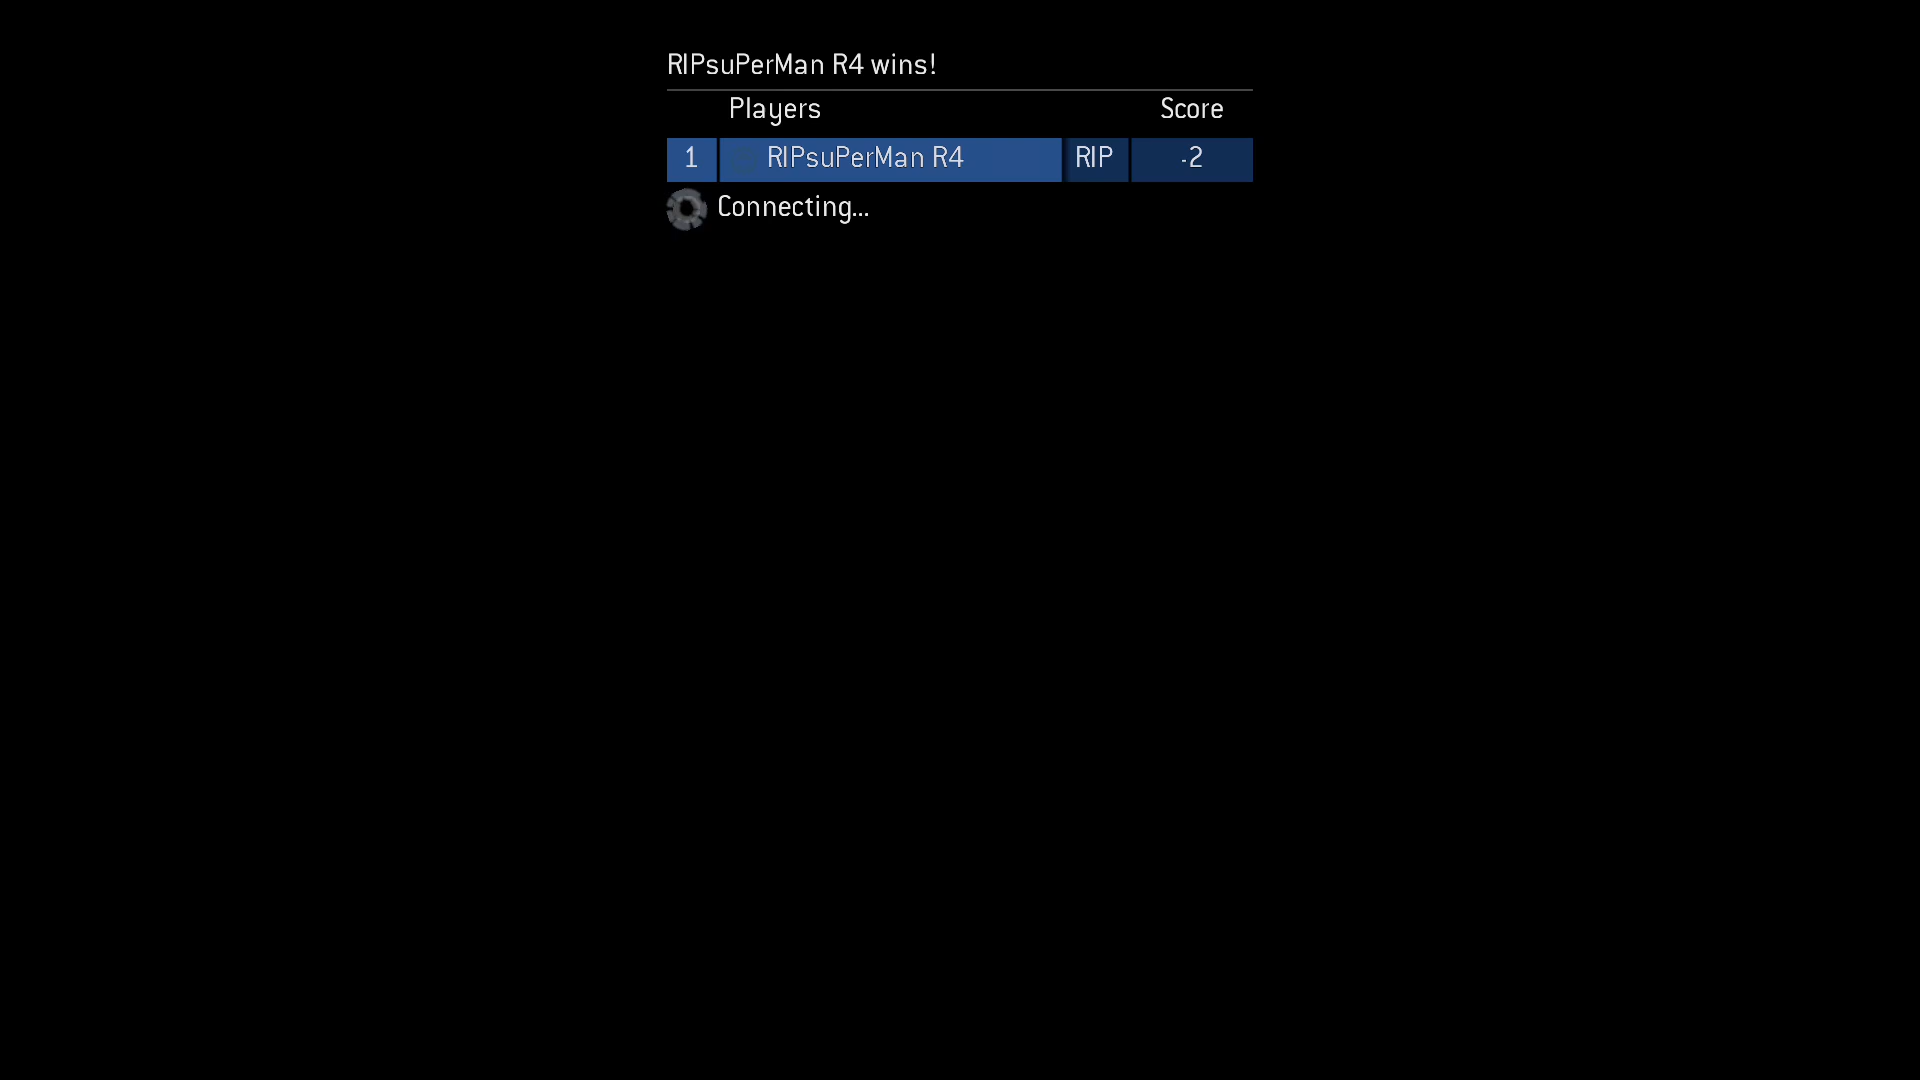 RIPsuPerMan R4 wins!
Players Score
1 RIPsuPerMan R4 RIP -2
Connecting...